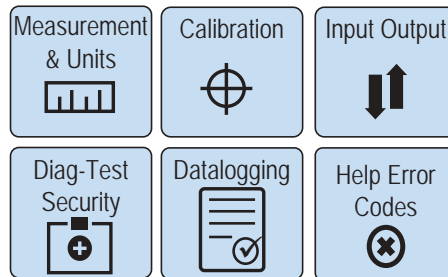 Measurement
& Units
Calibration
Input Output
Diag-Test
Security
Datalogging
Help Error
Codes